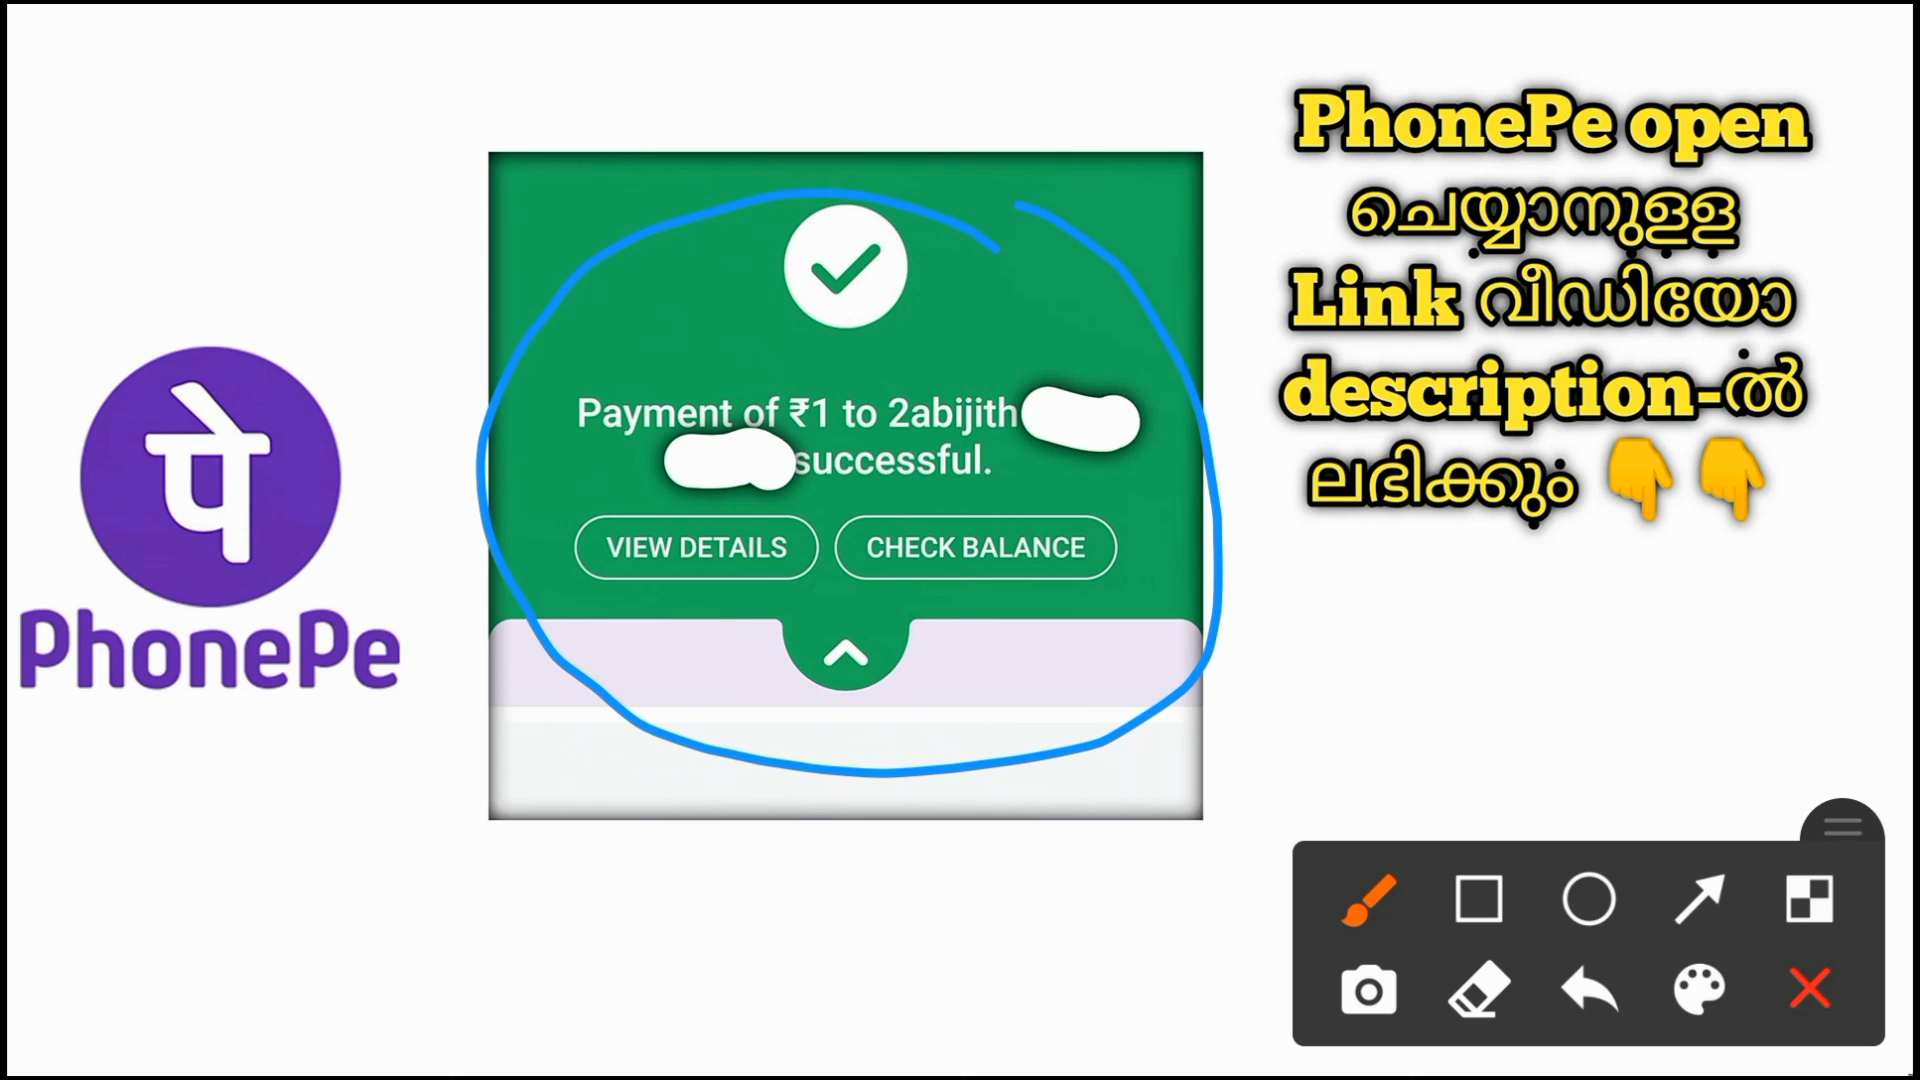 पे
PhonePe
Payment of ₹1 to 2abijith
successful.
VIEW DETAILS
CHECK BALANCE
PhonePe open
ചെയ്യാനുള്ള
Link വീഡിയോ
description-ൽ
ലഭിക്കും 👇👇